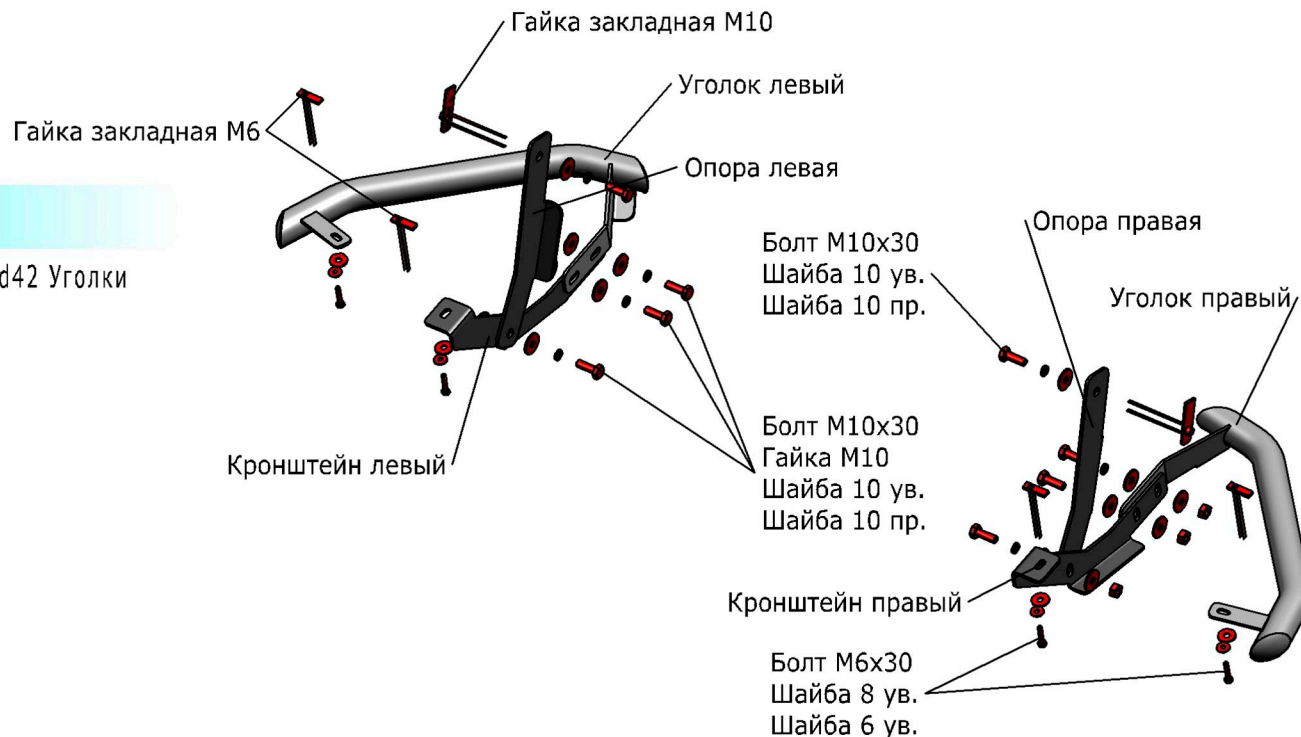 Гайка закладная М10
Уголок левый
Гайка закладная М6
Опора левая
d42 Уголки
Опора правая
Болт М10х30
Шайба 10 ув.
Шайба 10 пр.
Уголок правый
Кронштейн левый
Болт М10х30
Гайка М10
Шайба 10 ув.
Шайба 10 пр.
Кронштейн правый
Болт М6х30
Шайба 8 ув.
Шайба 6 ув.